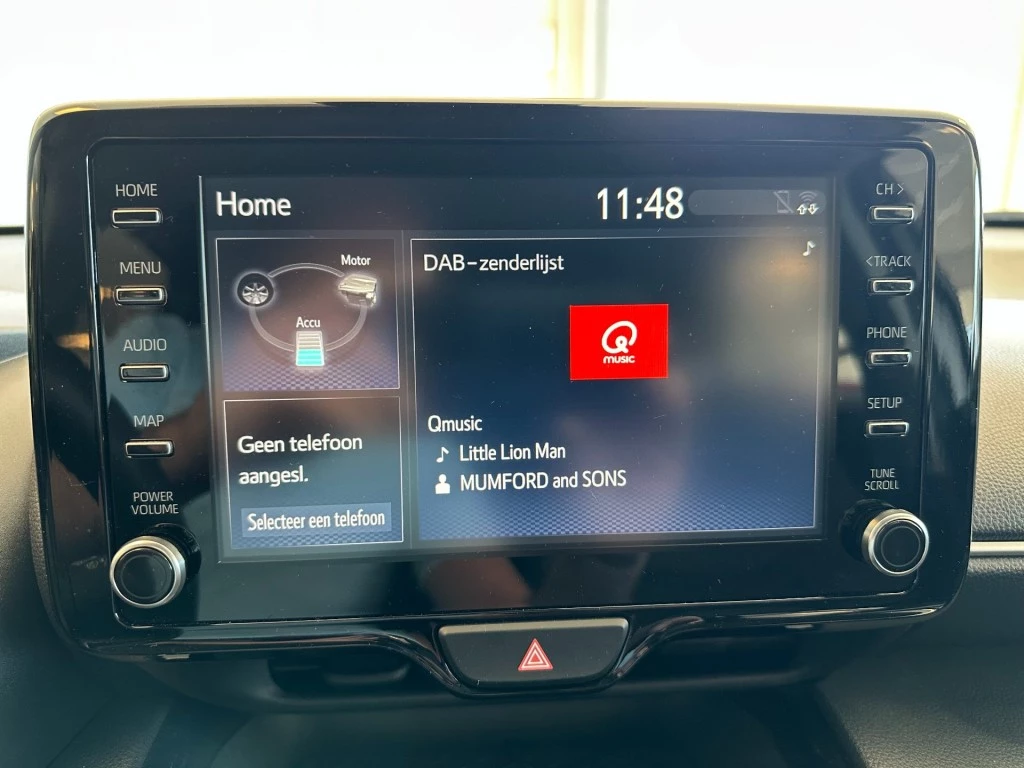 HOME
MENU
AUDIO
MAP
POWER
VOLUME
Home
11:48
Motor
Accu
Geen telefoon
aangesl.
Selecteer een telefoon
DAB-zenderlijst
Q
music
Qmusic
Little Lion Man
MUMFORD and SONS
CH >
< TRACK
PHONE
SETUP
TUNE
SCROLL